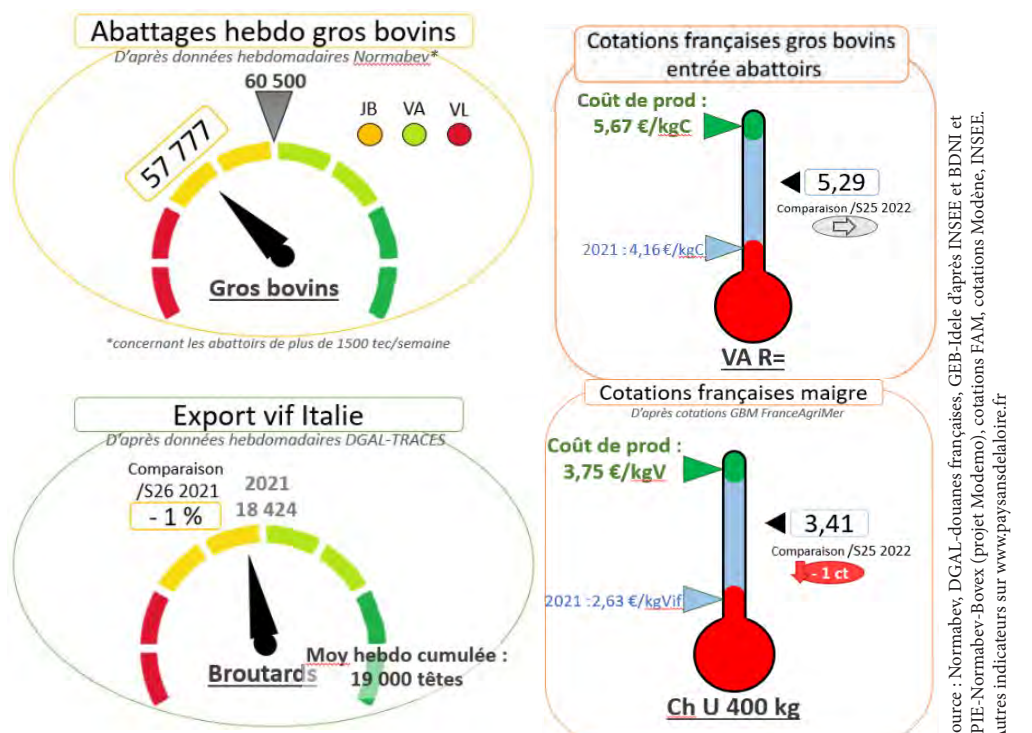 Abattages hebdo gros bovins
D'après données hebdomadaires Normabev*
60 500
JB VA VL
57 777
Gros bovins
*concernant les abattoirs de plus de 1500 tec/semaine
Cotations françaises gros bovins
entrée abattoirs
Coût de prod :
5,67 €/kgC
5,29
Comparaison /S25 2022
2021 : 4,16 €/kgC
VA R=
Export vif Italie
D'après données hebdomadaires DGAL-TRACES
Comparaison
/S26 2021
- 1 %
2021
18 424
Moy hebdo cumulée :
19 000 têtes
Broutards
Cotations françaises maigre
D'après cotations GBM FranceAgriMer
Coût de prod :
3,75 €/kgV
3,41
Comparaison /S25 2022
- 1 ct
2021 :2,63 €/kgVif
Ch U 400 kg
ource : Normabev, DGAL-douanes françaises, GEB-Idele d'après INSEE et BDNI et
PIE-Normabev-Bovex (projet Modemo), cotations FAM, cotations Modène, INSEE.
utres indicateurs sur www.paysansdelaloire.fr